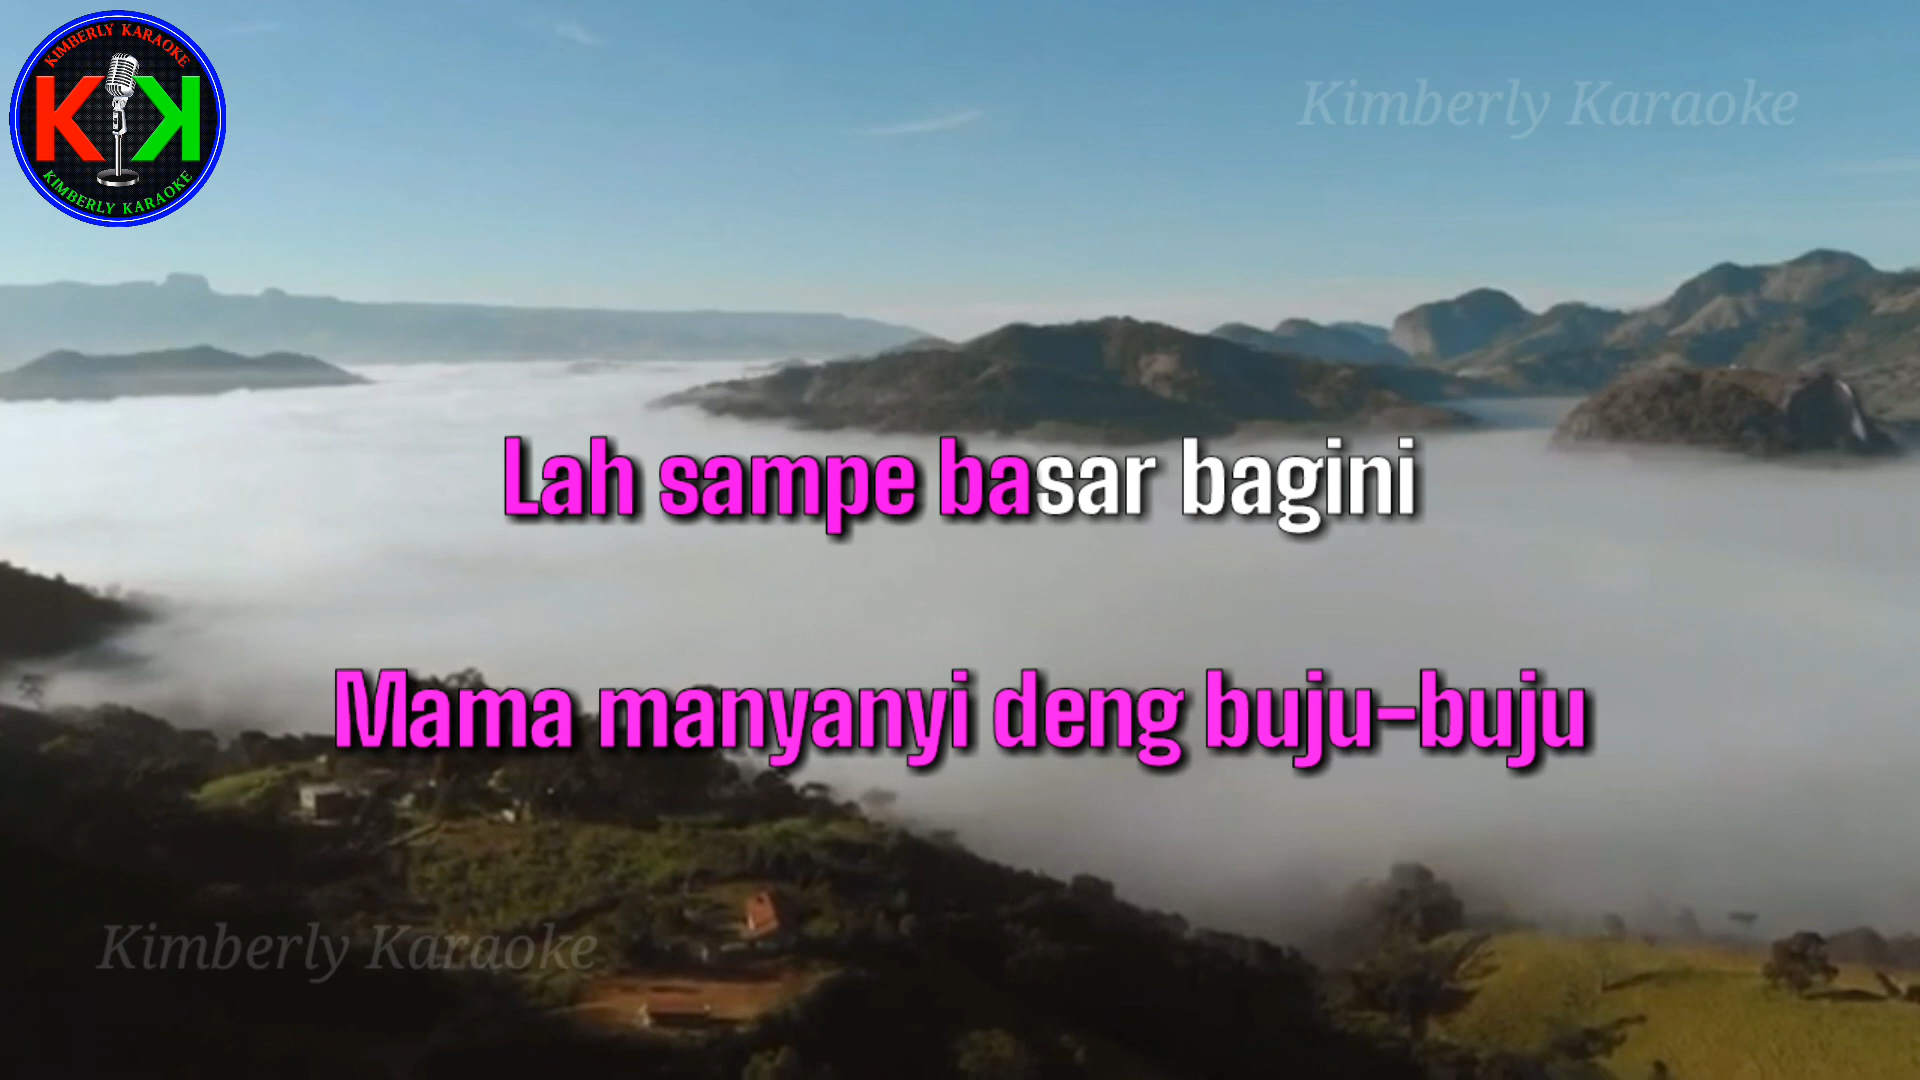 KIMBERLY KARAOKE
K K
KIMBERLY KARAOKE
Kimberly Karaoke
Lah sampe basar bagini
Mama manyanyi deng buju-buju
Kimberly Karaoke